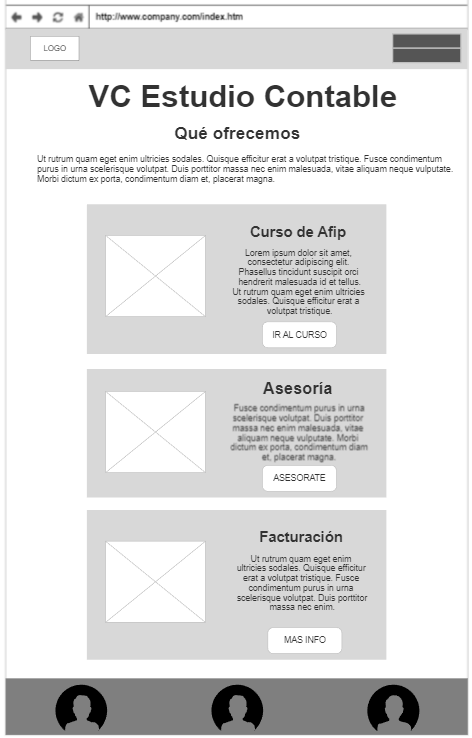 http://www.company.com/index.htm
LOGO
VC Estudio Contable
Qué ofrecemos
Ut rutrum quam eget enim ultricies sodales. Quisque efficitur erat a volutpat tristique. Fusce condimentum
purus in urna scelerisque volutpat. Duis porttitor massa nec enim malesuada, vitae aliquam neque vulputate.
Morbi dictum ex porta, condimentum diam et, placerat magna.
Curso de Afip
Lorem ipsum dolor sit amet,
consectetur adipiscing elit.
Phasellus tincidunt suscipit orci
hendrerit malesuada id et tellus.
Ut rutrum quam eget enim ultricies
sodales. Quisque efficitur erat a
volutpat tristique.
IR AL CURSO
Asesoría
Fusce condimentum purus in urna
scelerisque volutpat. Duis porttitor
massa nec enim malesuada, vitae
aliquam neque vulputate. Morbi
dictum ex porta, condimentum diam
et, placerat magna.
ASESORATE
Facturación
Ut rutrum quam eget enim
ultricies sodales. Quisque efficitur
erat a volutpat tristique. Fusce
condimentum purus in urna
scelerisque volutpat. Duis porttitor
massa nec enim.
MAS INFO